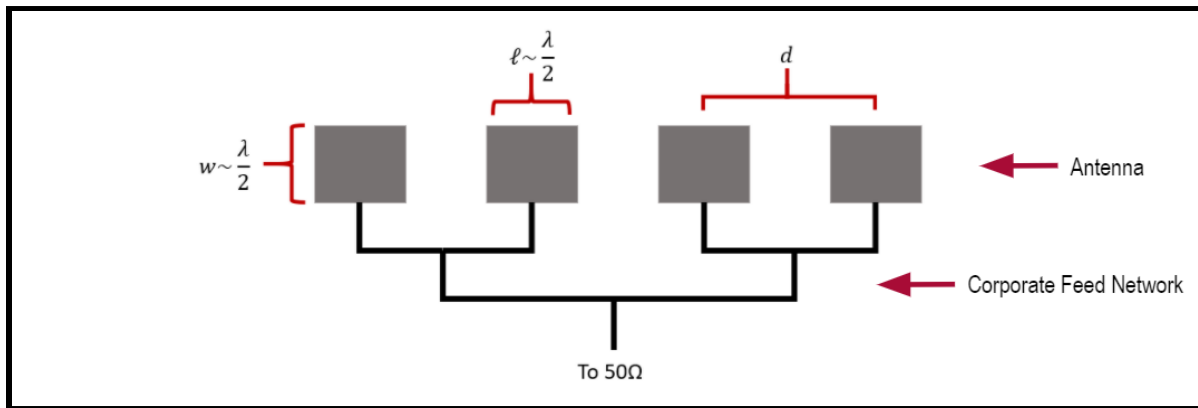 ℓ~λ/2
d
w~λ/2
Antenna
Corporate Feed Network
To 50Ω